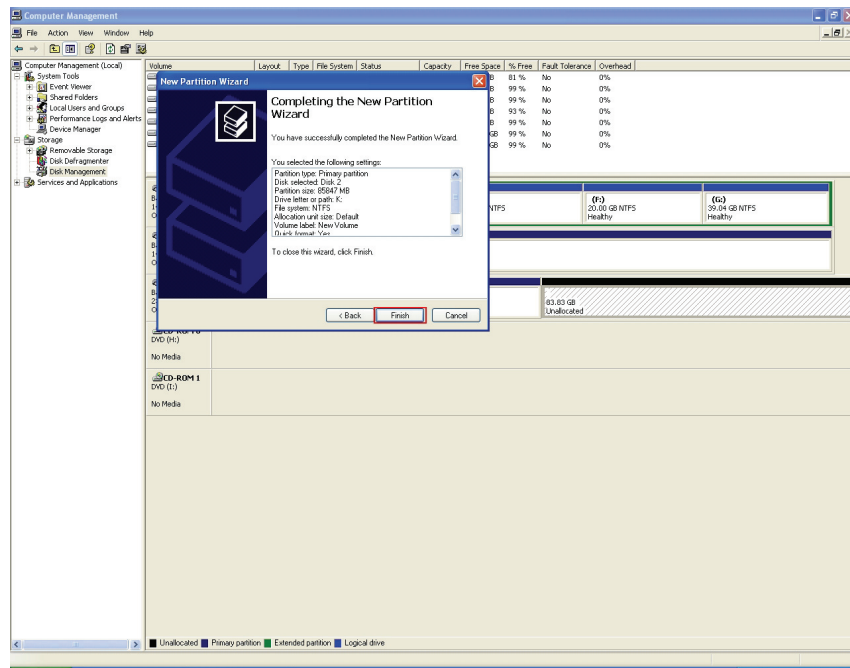 Computer Management
File Action View Window Help
Computer Management (Local)
System Tools
Event Viewer
Shared Folders
Local Users and Groups
Performance Logs and Alerts
Device Manager
Storage
Removable Storage
Disk Defragmenter
Disk Management
Services and Applications
Volume Layout Type File System Status Capacity Free Space % Free Fault Tolerance Overhead
B 81 % No 0%
B 99 % No 0%
B 99 % No 0%
B 93 % No 0%
B 99 % No 0%
GB 99 % No 0%
GB 99 % No 0%
New Partition Wizard
Completing the New Partition
Wizard
You have successfully completed the New Partition Wizard.
You selected the following settings:
Partition type: Primary partition
Disk selected: Disk 2
Partition size: 85847 MB
Drive letter or path: K:
File system: NTFS
Allocation unit size: Default
Volume label: New Volume
Quick format: Yes
To close this wizard, click Finish.
< Back Finish Cancel
NTFS
(F:)
20.00 GB NTFS
Healthy
(G:)
39.04 GB NTFS
Healthy
83.83 GB
Unallocated
DVD (H:)
No Media
CD-ROM 1
DVD (I:)
No Media
Unallocated Primary partition Extended partition Logical drive